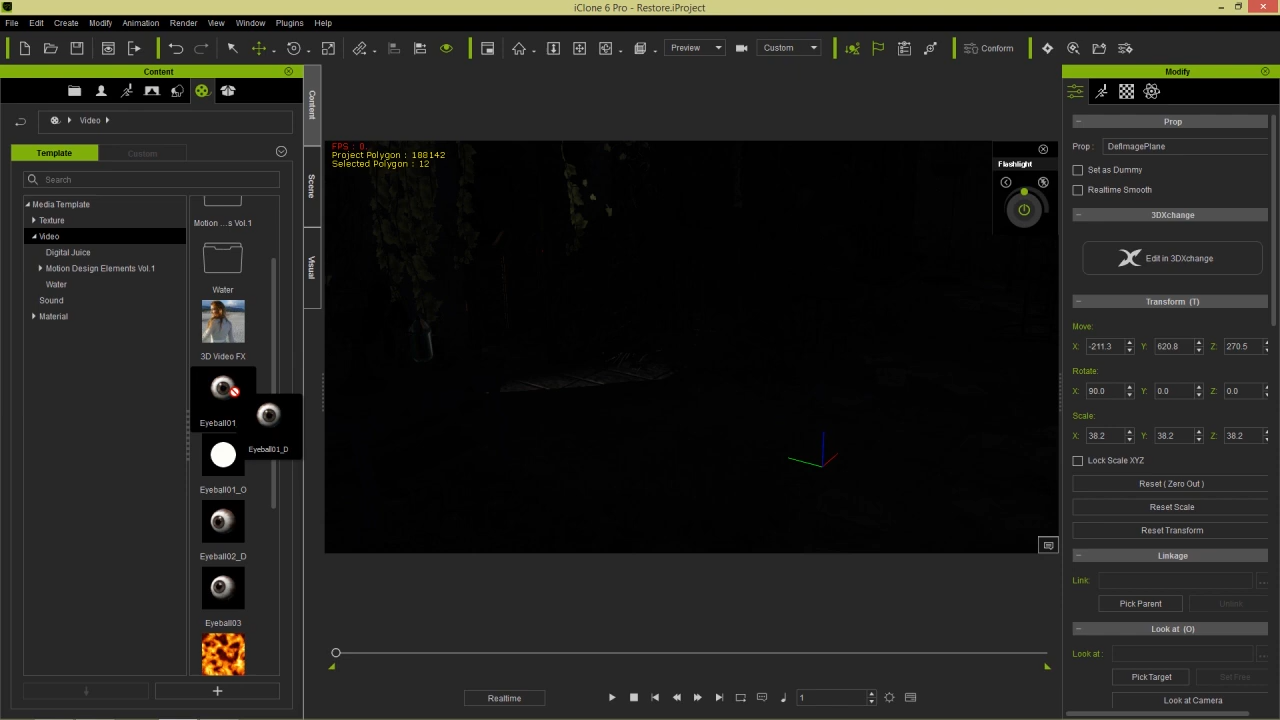 iClone 6 Pro - Restore.iProject
File Edit Create Modify Animation Render View Window Plugins Help
Preview Custom Conform
Content
Video
Template Custom
Search
Media Template
Texture
Video
Digital Juice
Motion Design Elements Vol.1
Water
Sound
Material
Motion ...s Vol.1
Water
3D Video FX
Eyeball01
Eyeball01_D
Eyeball01_O
Eyeball02_D
Eyeball03
Content
Scene
Visual
FPS : 0.
Project Polygon : 188142
Selected Polygon : 12
Flashlight
Realtime
1
Modify
Prop
Prop : DefImagePlane
Set as Dummy
Realtime Smooth
3DXchange
Edit in 3DXchange
Transform (T)
Move:
X: -211.3 Y: 620.8 Z: 270.5
Rotate:
X: 90.0 Y: 0.0 Z: 0.0
Scale:
X: 38.2 Y: 38.2 Z: 38.2
Lock Scale XYZ
Reset ( Zero Out )
Reset Scale
Reset Transform
Linkage
Link:
Pick Parent Unlink
Look at (O)
Look at :
Pick Target Set Free
Look at Camera